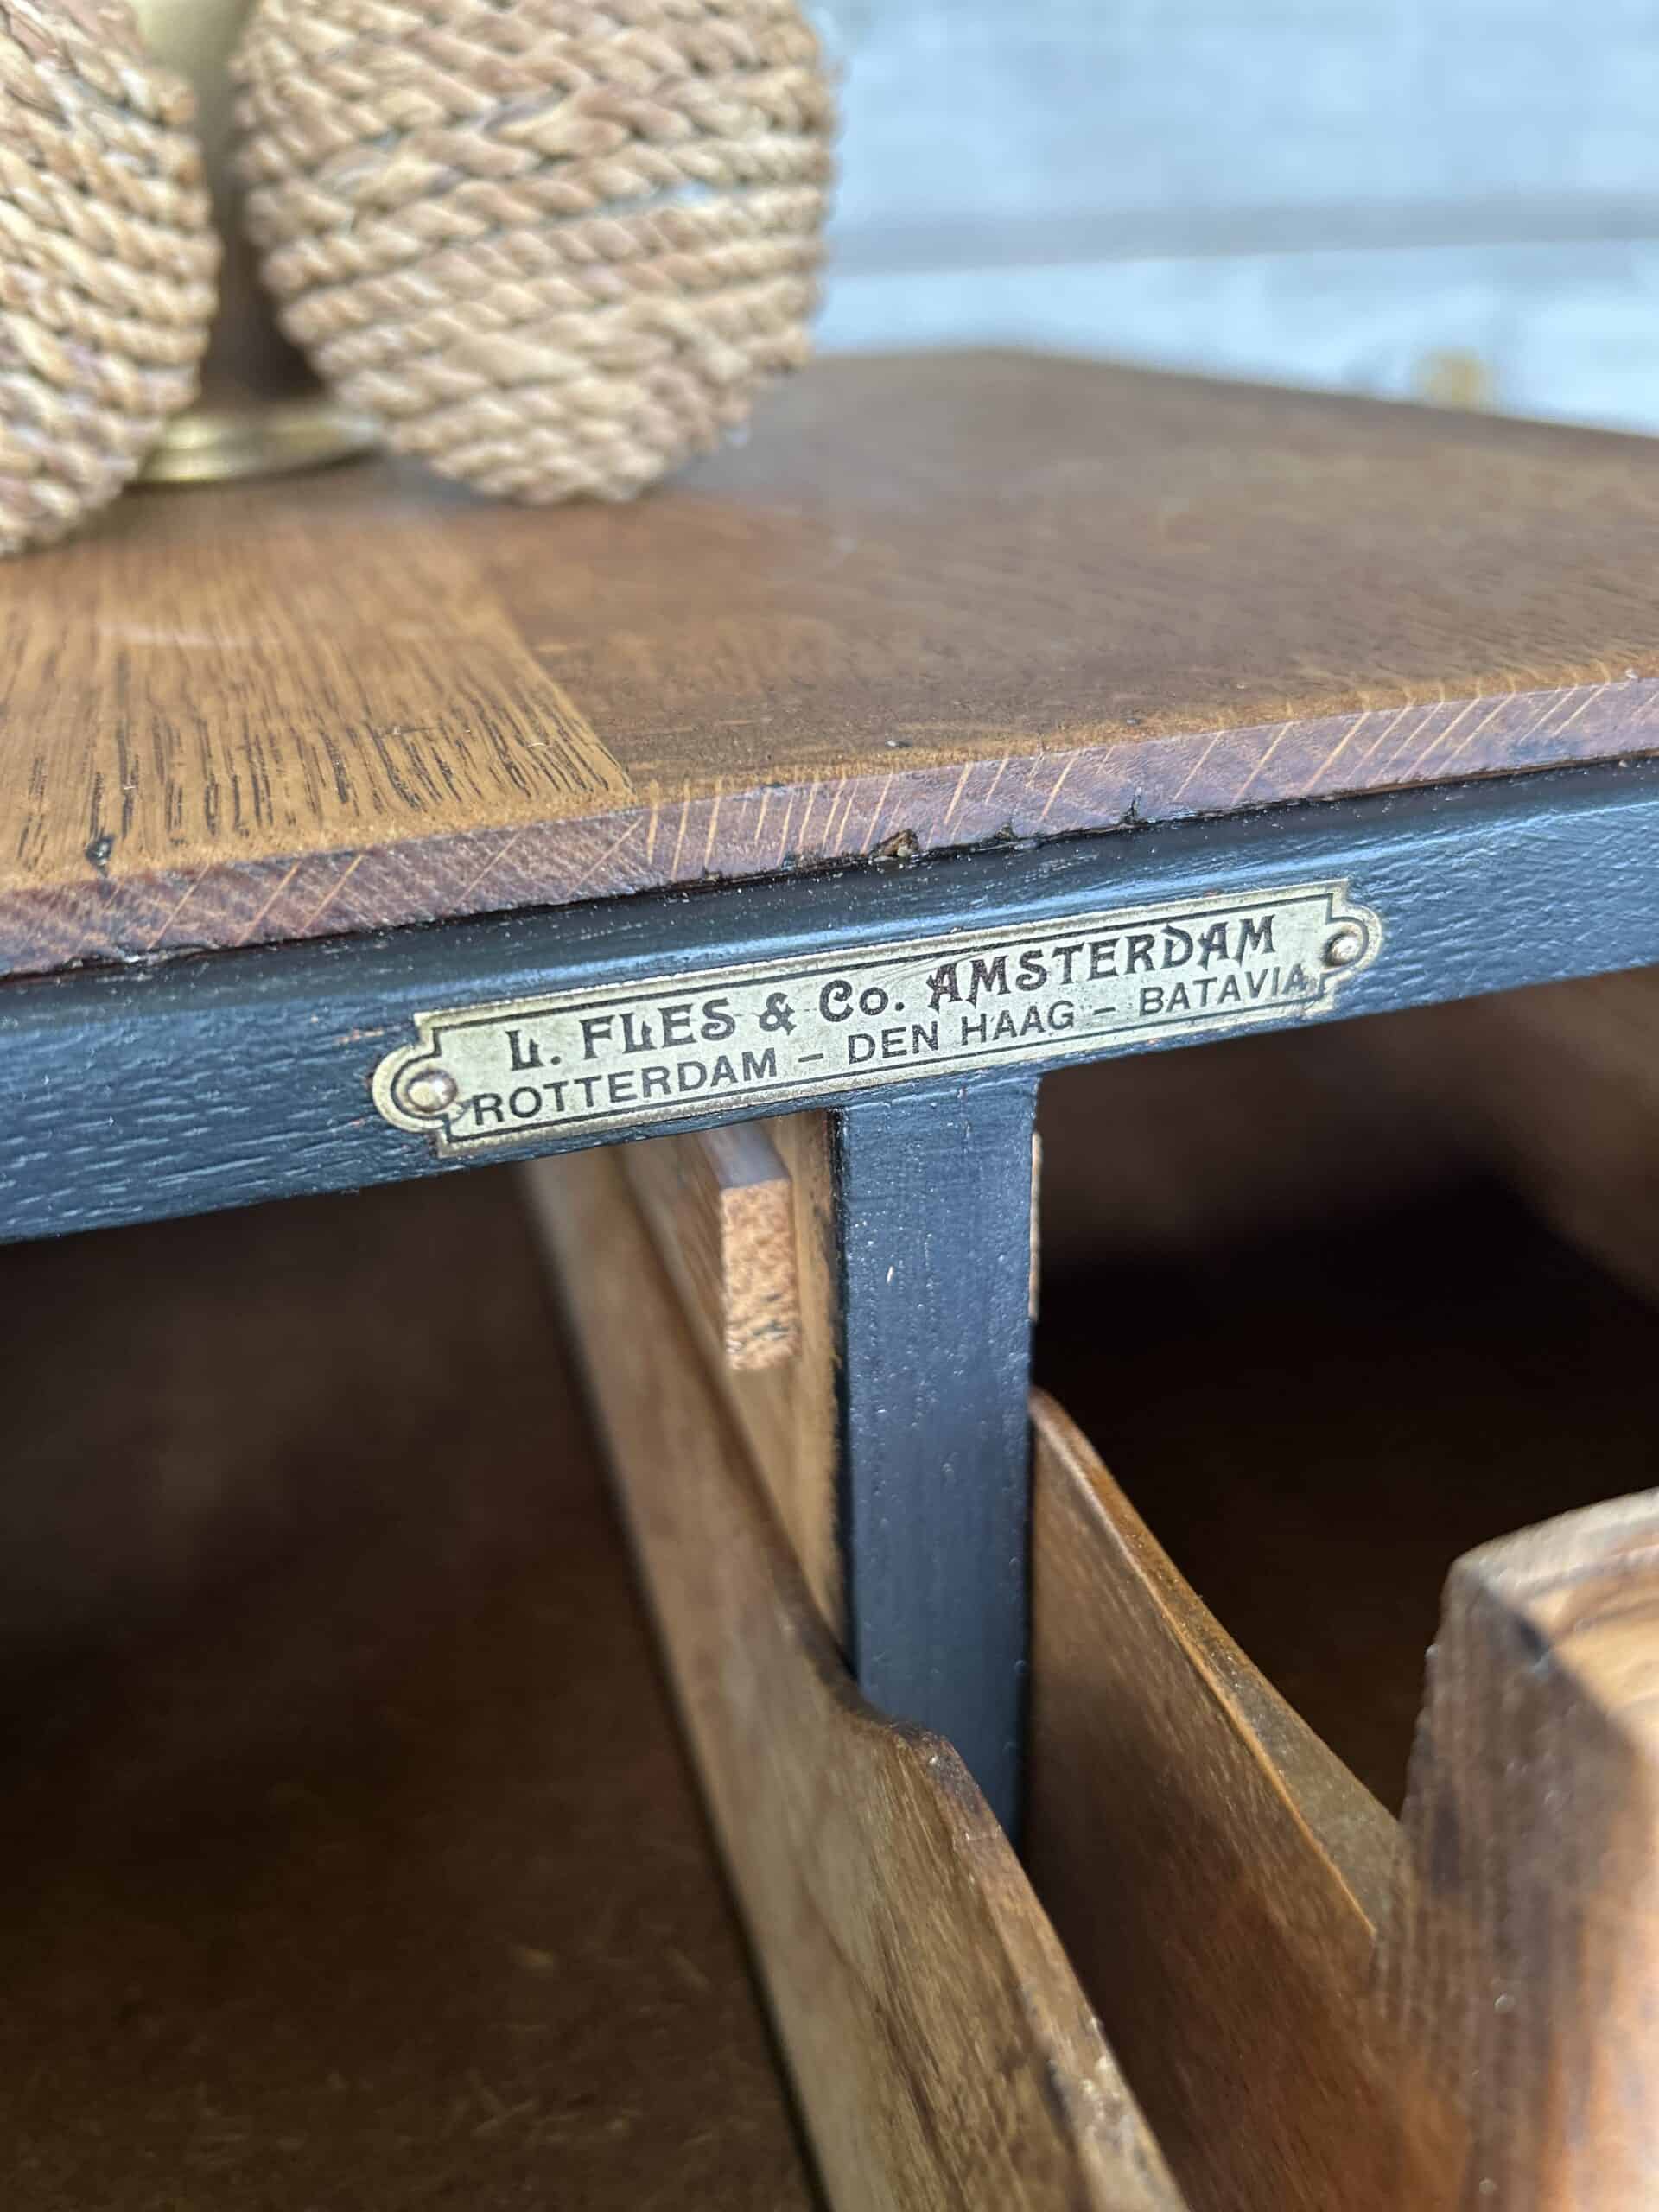 L. FLES & Co. AMSTERDAM
ROTTERDAM – DEN HAAG – BATAVIA